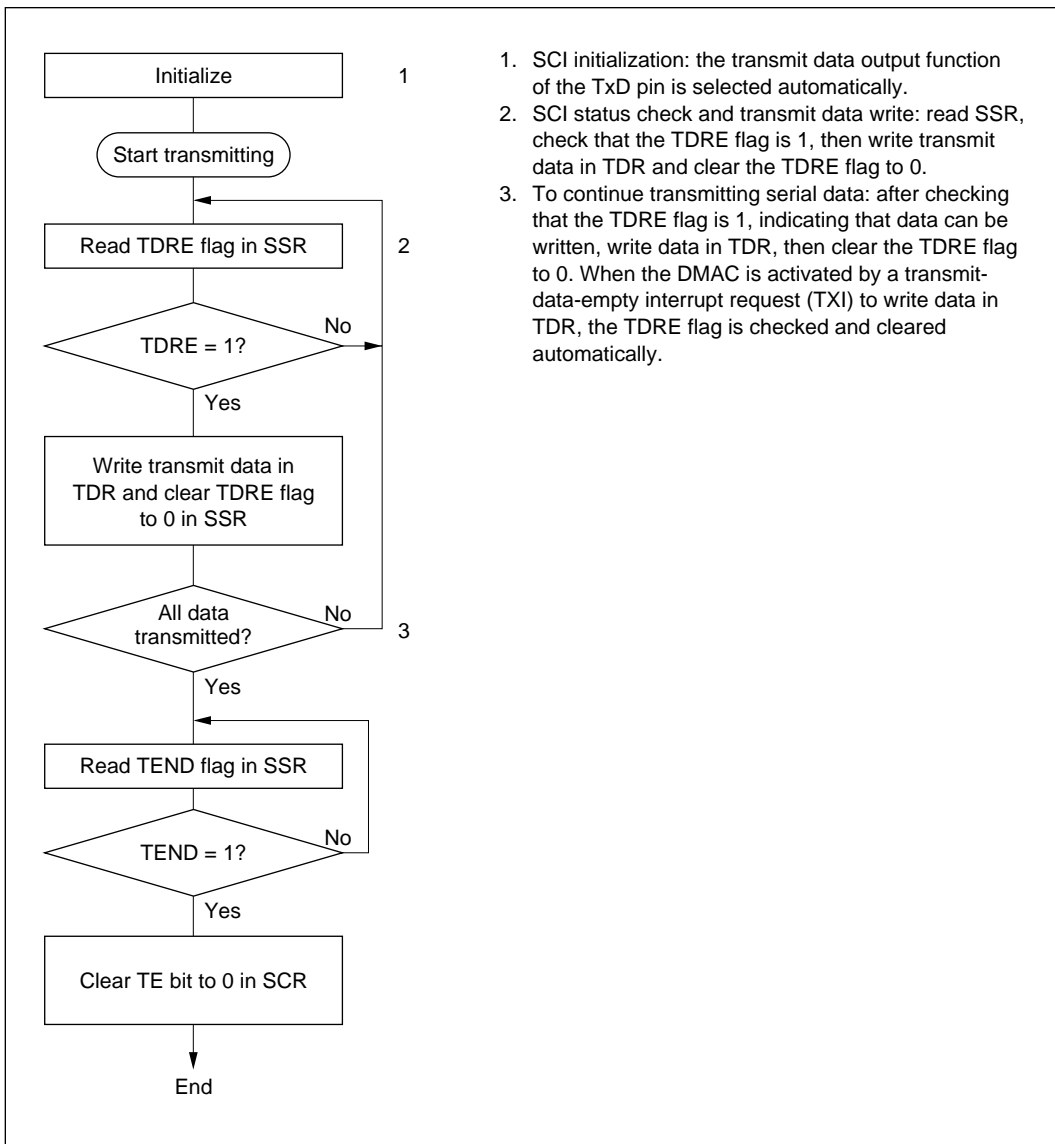 Initialize
1
Start transmitting
Read TDRE flag in SSR
2
TDRE = 1?
No
Yes
Write transmit data in
TDR and clear TDRE flag
to 0 in SSR
All data
transmitted?
No
3
Yes
Read TEND flag in SSR
TEND = 1?
No
Yes
Clear TE bit to 0 in SCR
End
1. SCI initialization: the transmit data output function
of the TxD pin is selected automatically.
2. SCI status check and transmit data write: read SSR,
check that the TDRE flag is 1, then write transmit
data in TDR and clear the TDRE flag to 0.
3. To continue transmitting serial data: after checking
that the TDRE flag is 1, indicating that data can be
written, write data in TDR, then clear the TDRE flag
to 0. When the DMAC is activated by a transmit-
data-empty interrupt request (TXI) to write data in
TDR, the TDRE flag is checked and cleared
automatically.